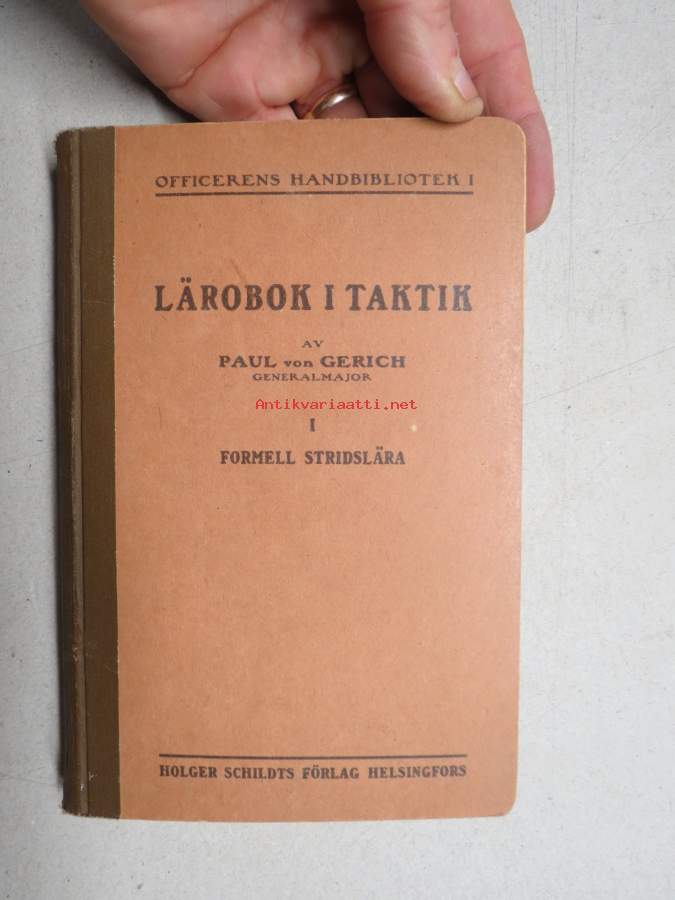 OFFICERENS HANDBIBLIOTEK I
LÄROBOK I TAKTIK
AV
PAUL von GERICH
GENERALMAJOR
Antikvariaatti.net
I
FORMELL STRIDSLÄRA
HOLGER SCHILDTS FÖRLAG HELSINGFORS